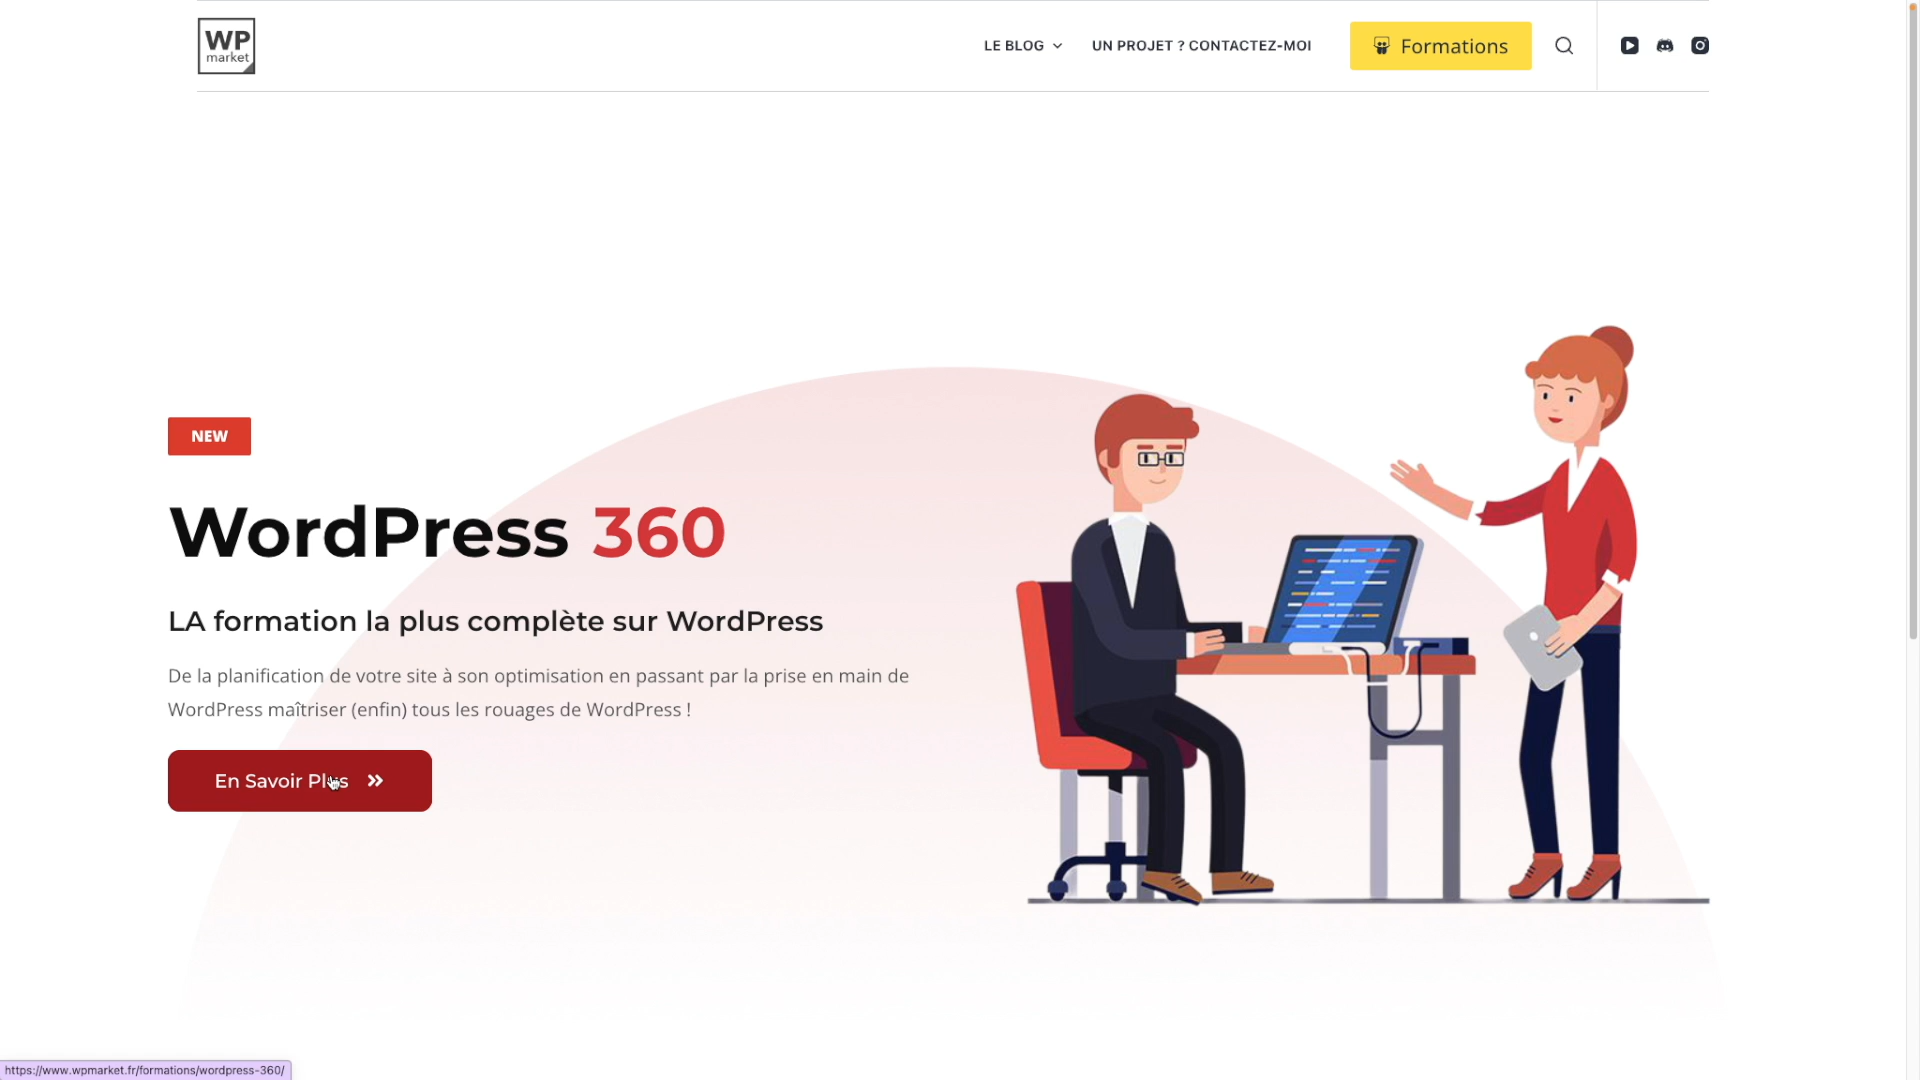 WP
market
LE BLOG
UN PROJET ? CONTACTEZ-MOI
Formations
NEW
WordPress 360
LA formation la plus complète sur WordPress
De la planification de votre site à son optimisation en passant par la prise en main de
WordPress maîtriser (enfin) tous les rouages de WordPress !
En Savoir Plus
https://www.wpmarket.fr/formations/wordpress-360/